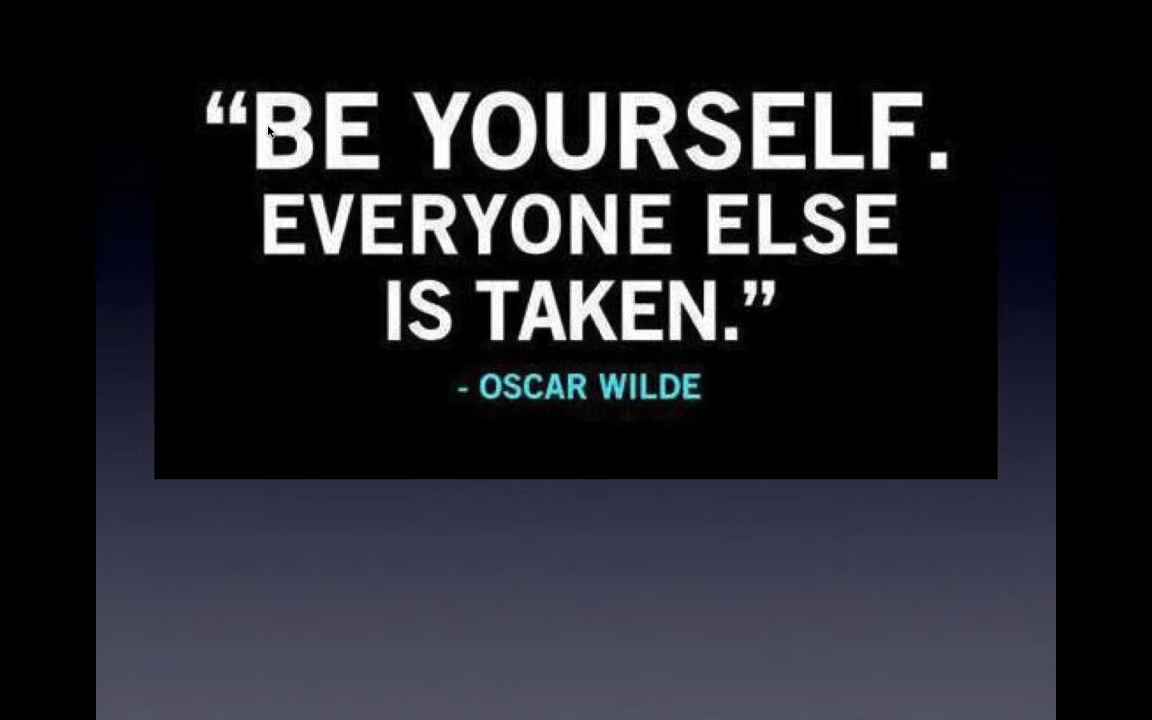 “BE YOURSELF.
EVERYONE ELSE
IS TAKEN.”
- OSCAR WILDE